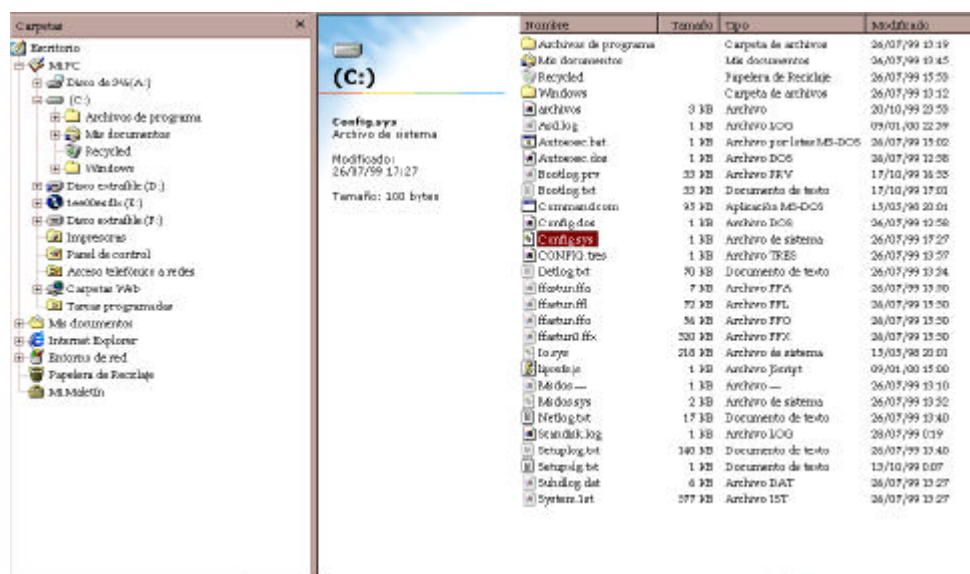 Carpetas
Escritorio
Mi PC
Disco de 3½ (A:)
(C:)
Archivos de programa
Mis documentos
Recycled
Windows
Disco extraíble (D:)
Disco extraíble (F:)
Impresoras
Panel de control
Acceso telefónico a redes
Carpetas Web
Tareas programadas
Mis documentos
Internet Explorer
Entorno de red
Papelera de Reciclaje
Mi Maletín
(C:)
Config.sys
Archivo de sistema
Modificado:
26/07/99 17:27
Tamaño: 100 bytes
Nombre Tamaño Tipo Modificado
Archivos de programa Carpeta de archivos 26/07/99 13:19
Mis documentos Mis documentos 26/07/99 13:45
Recycled Papelera de Reciclaje 26/07/99 15:53
Windows Carpeta de archivos 26/07/99 13:12
archivos 3 KB Archivo 20/10/99 23:53
Asd.log 1 KB Archivo LOG 09/01/00 22:39
Autoexec.bat 1 KB Archivo por lotes MS-DOS 26/07/99 15:02
Autoexec.dos 1 KB Archivo DOS 26/07/99 12:58
Bootlog.prv 33 KB Archivo PRV 17/10/99 16:53
Bootlog.txt 33 KB Documento de texto 17/10/99 17:01
Command.com 95 KB Aplicación MS-DOS 15/05/98 20:01
Config.dos 1 KB Archivo DOS 26/07/99 12:58
Config.sys 1 KB Archivo de sistema 26/07/99 17:27
CONFIG.tres 1 KB Archivo TRES 26/07/99 13:57
Detlog.txt 70 KB Documento de texto 26/07/99 13:34
ffastun.ffa 7 KB Archivo FFA 26/07/99 15:50
ffastun.ffl 72 KB Archivo FFL 26/07/99 15:50
ffastun.ffo 56 KB Archivo FFO 26/07/99 15:50
ffastun0.ffx 320 KB Archivo FFX 26/07/99 15:50
Io.sys 218 KB Archivo de sistema 15/05/98 20:01
1 KB Archivo JScript 09/01/00 15:00
Msdos.--- 1 KB Archivo --- 26/07/99 13:10
Msdos.sys 2 KB Archivo de sistema 26/07/99 13:32
Netlog.txt 17 KB Documento de texto 26/07/99 13:40
Scandisk.log 1 KB Archivo LOG 28/07/99 0:19
Setuplog.txt 140 KB Documento de texto 26/07/99 13:40
Setupxlg.txt 1 KB Documento de texto 13/10/99 0:07
Suhdlog.dat 6 KB Archivo DAT 26/07/99 13:27
System.1st 577 KB Archivo 1ST 26/07/99 13:27